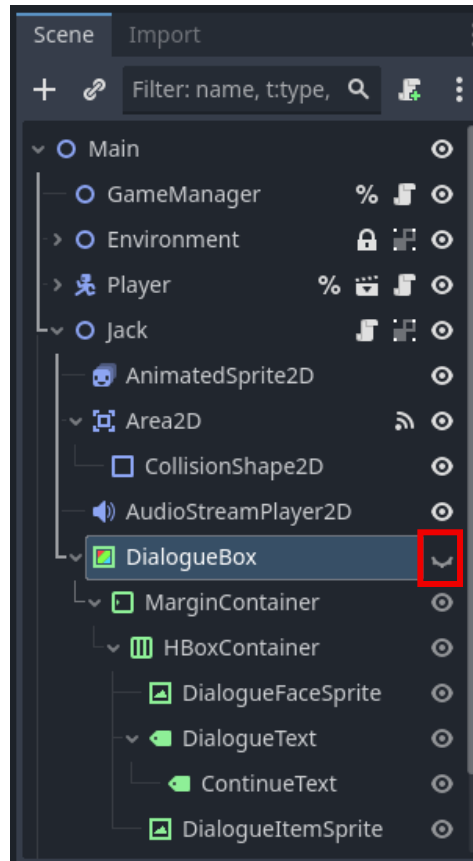 Scene Import
Filter: name, t:type,
Main
GameManager %
Environment
Player %
Jack
AnimatedSprite2D
Area2D
CollisionShape2D
AudioStreamPlayer2D
DialogueBox
MarginContainer
HBoxContainer
DialogueFaceSprite
DialogueText
ContinueText
DialogueItemSprite